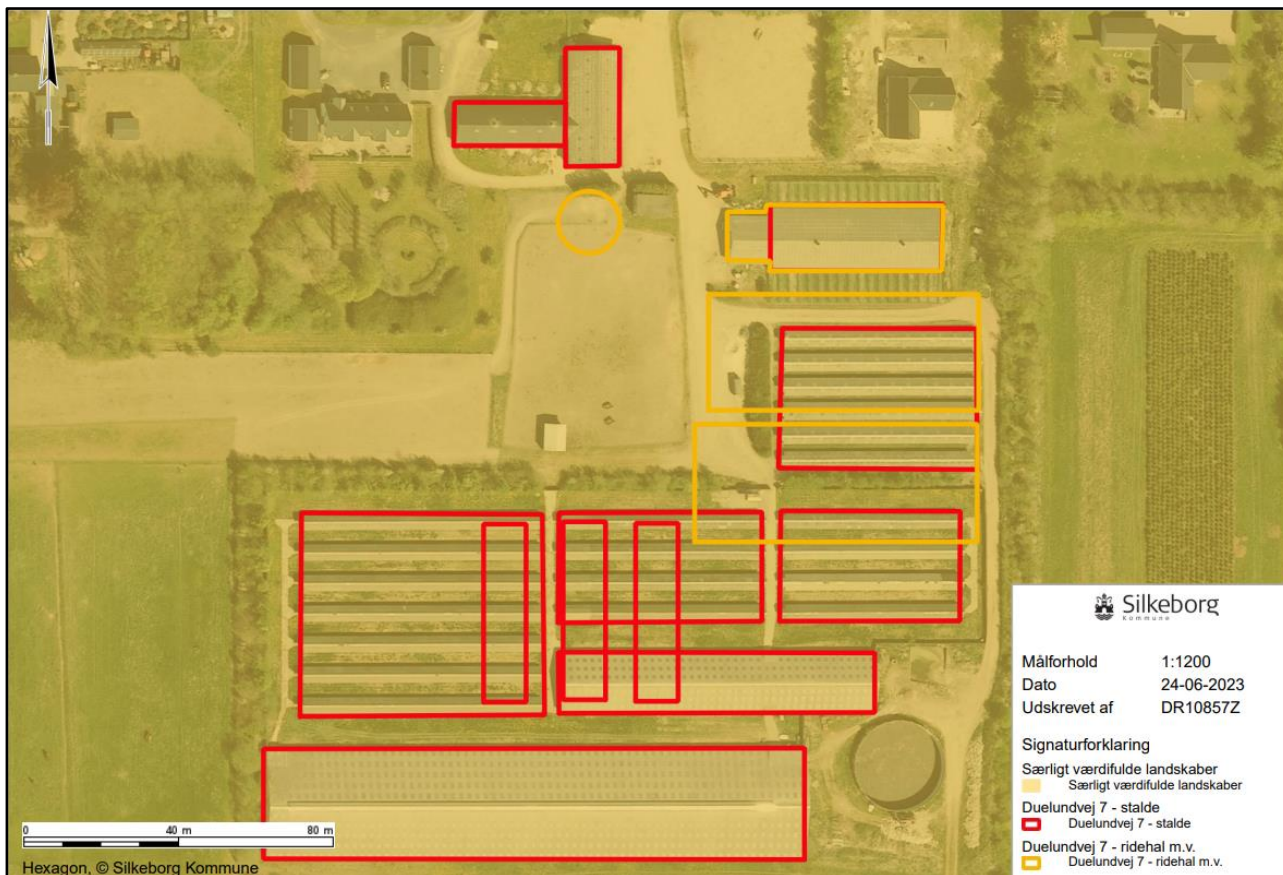 Silkeborg
Kommune
Målforhold 1:1200
Dato 24-06-2023
Udskrevet af DR10857Z
Signaturforklaring
Særligt værdifulde landskaber
Særligt værdifulde landskaber
Duelundvej 7 - stalde
Duelundvej 7 - stalde
Duelundvej 7 - ridehal m.v.
Duelundvej 7 - ridehal m.v.
0 40 m 80 m
Hexagon, © Silkeborg Kommune